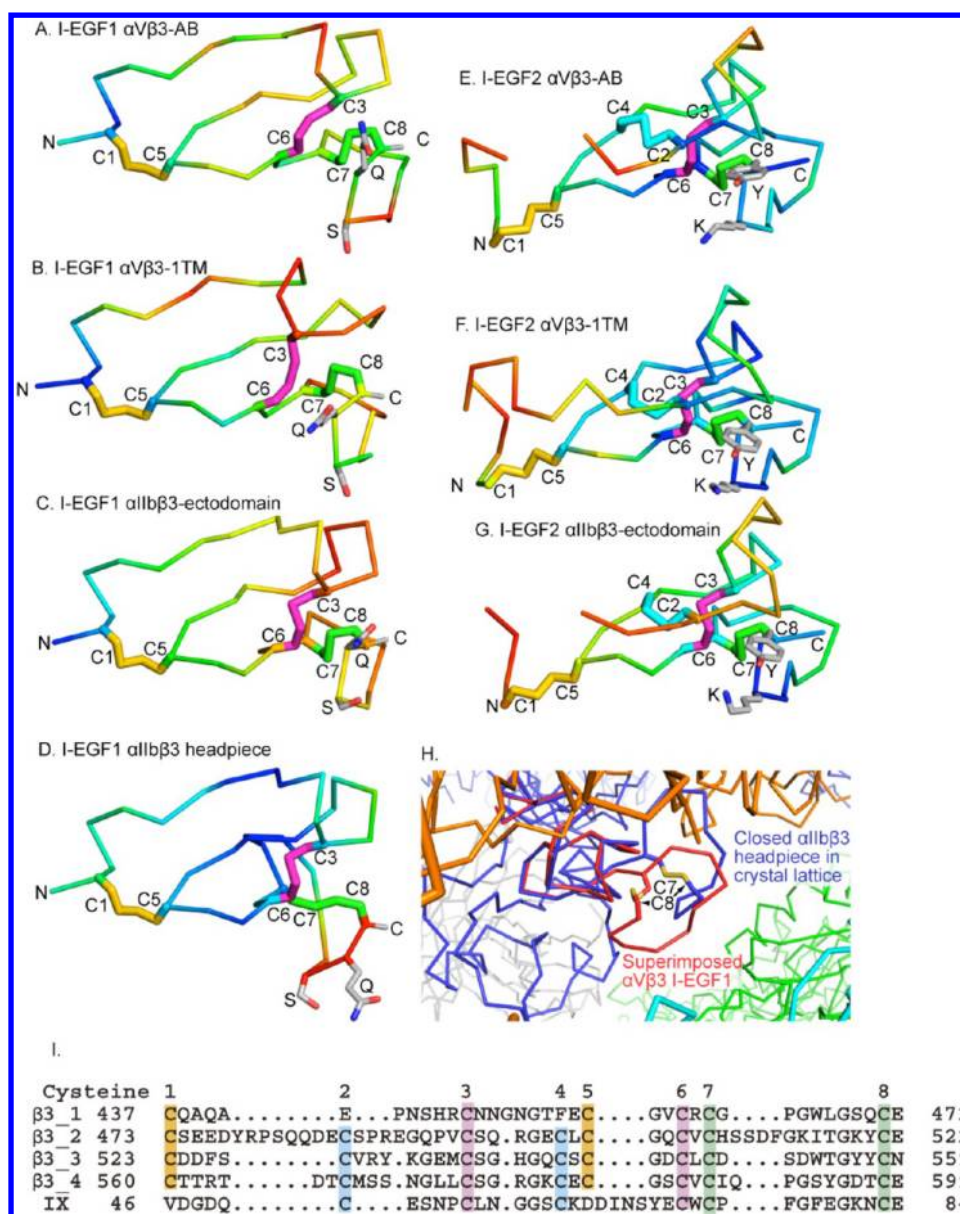 A. I-EGF1 αVβ3-AB
N
C1
C5
C6
C3
C7
C8
C
Q
S
B. I-EGF1 αVβ3-1TM
N
C1
C5
C6
C3
C7
C8
C
Q
S
C. I-EGF1 αIIbβ3-ectodomain
N
C1
C5
C6
C3
C7
C8
C
Q
S
D. I-EGF1 αIIbβ3 headpiece
N
C1
C5
C6
C3
C7
C8
C
Q
S
E. I-EGF2 αVβ3-AB
N
C1
C5
C4
C2
C3
C6
C7
C8
C
Y
K
F. I-EGF2 αVβ3-1TM
N
C1
C5
C4
C2
C3
C6
C7
C8
C
Y
K
G. I-EGF2 αIIbβ3-ectodomain
N
C1
C5
C4
C2
C3
C6
C7
C8
C
Y
K
H.
Closed αIIbβ3
headpiece in
crystal lattice
C7
C8
Superimposed
αVβ3 I-EGF1
I.
Cysteine 1 2 3 4 5 6 7 8
β3_1 437 CQAQA.......E....PNSHRCNNGNGTFEC....GVCRCG.....PGWLGSQCE 472
β3_2 473 CSEEDYRPSQQDECSPREGQPVCSQ.RGECLC....GQCVCHSSDFGKITGKYCE 522
β3_3 523 CDDFS.........CVRY.KGEMCSG.HGQCSC....GDCLCD.....SDWTGYYCN 559
β3_4 560 CTTRT.......DTCMSS.NGLLCSG.RGKCEC....GSCVCIQ....PGSYGDTCE
IX 46 VDGDQ............ESNPCLN.GGSCKDDINSYECWCP.....FGFEGKNCE 84